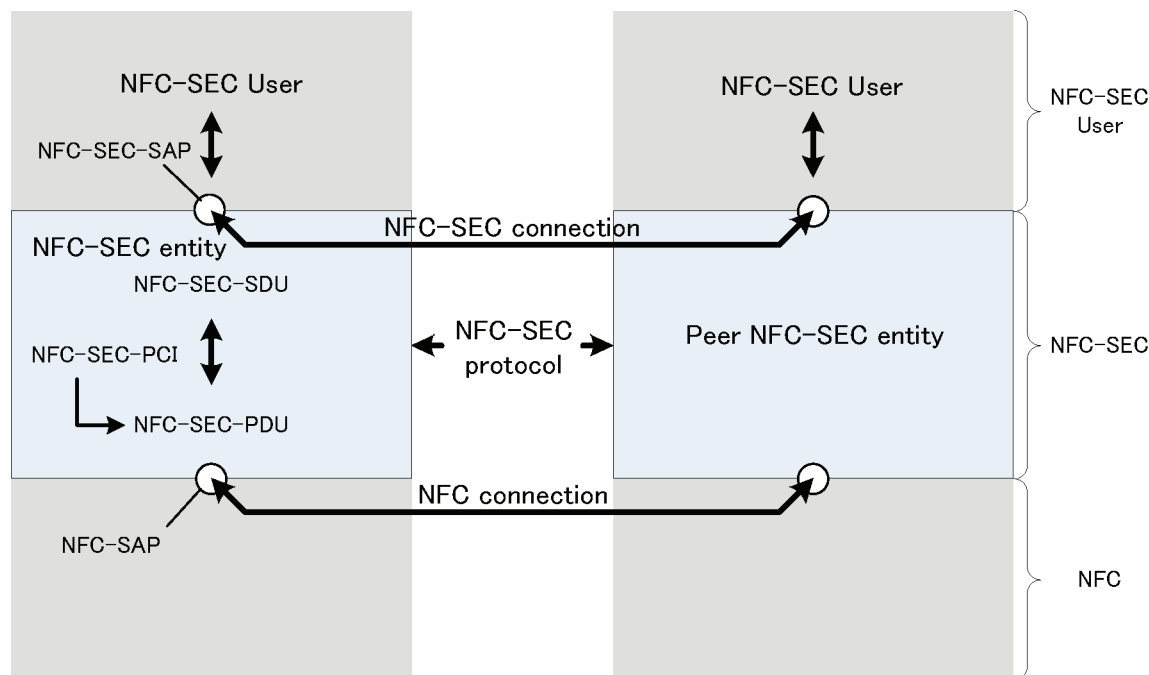 NFC-SEC User
NFC-SEC User
NFC-SEC
User
NFC-SEC-SAP
NFC-SEC connection
NFC-SEC entity
NFC-SEC-SDU
NFC-SEC
protocol
Peer NFC-SEC entity
NFC-SEC
NFC-SEC-PCI
NFC-SEC-PDU
NFC connection
NFC-SAP
NFC